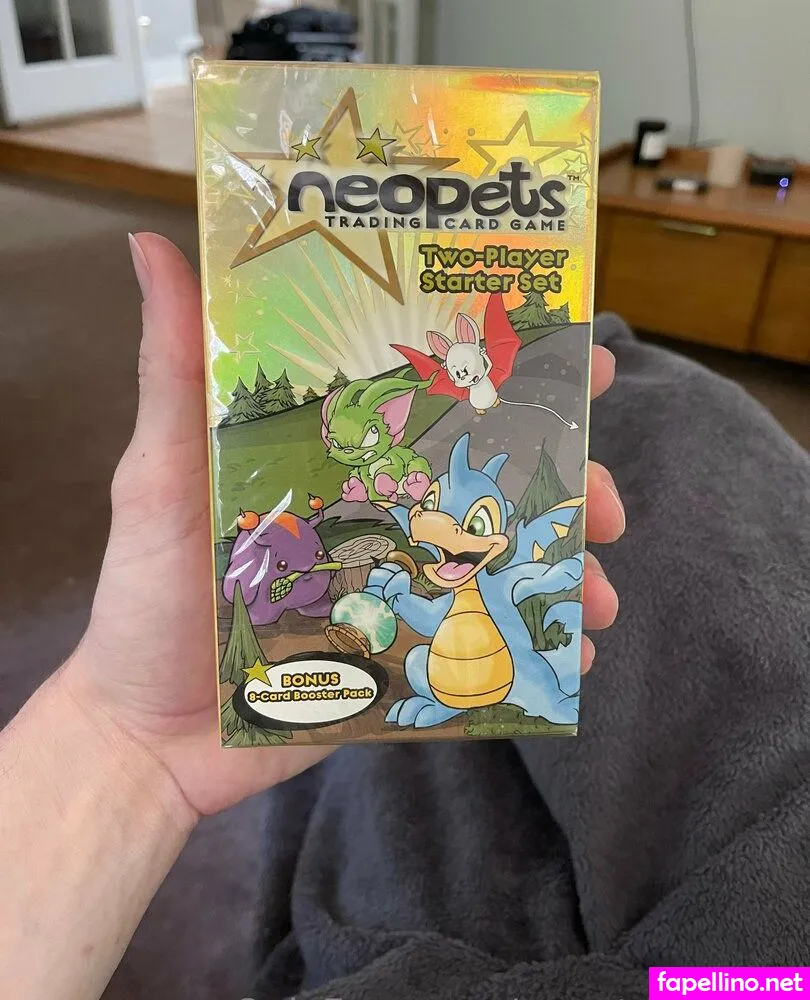 neopets™
TRADING CARD GAME
Two-Player
Starter Set
BONUS
8-Card Booster Pack
fapellino.net